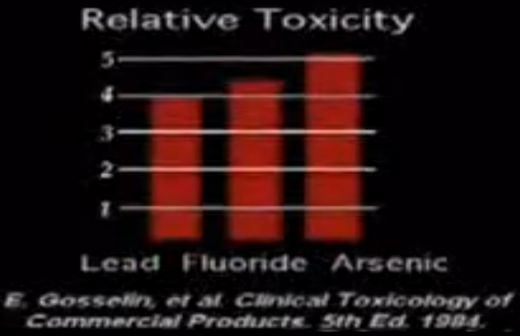 Relative Toxicity
5
4
3
2
1
Lead Fluoride Arsenic
E. Gosselin, et al. Clinical Toxicology of
Commercial Products. 5th Ed. 1984.